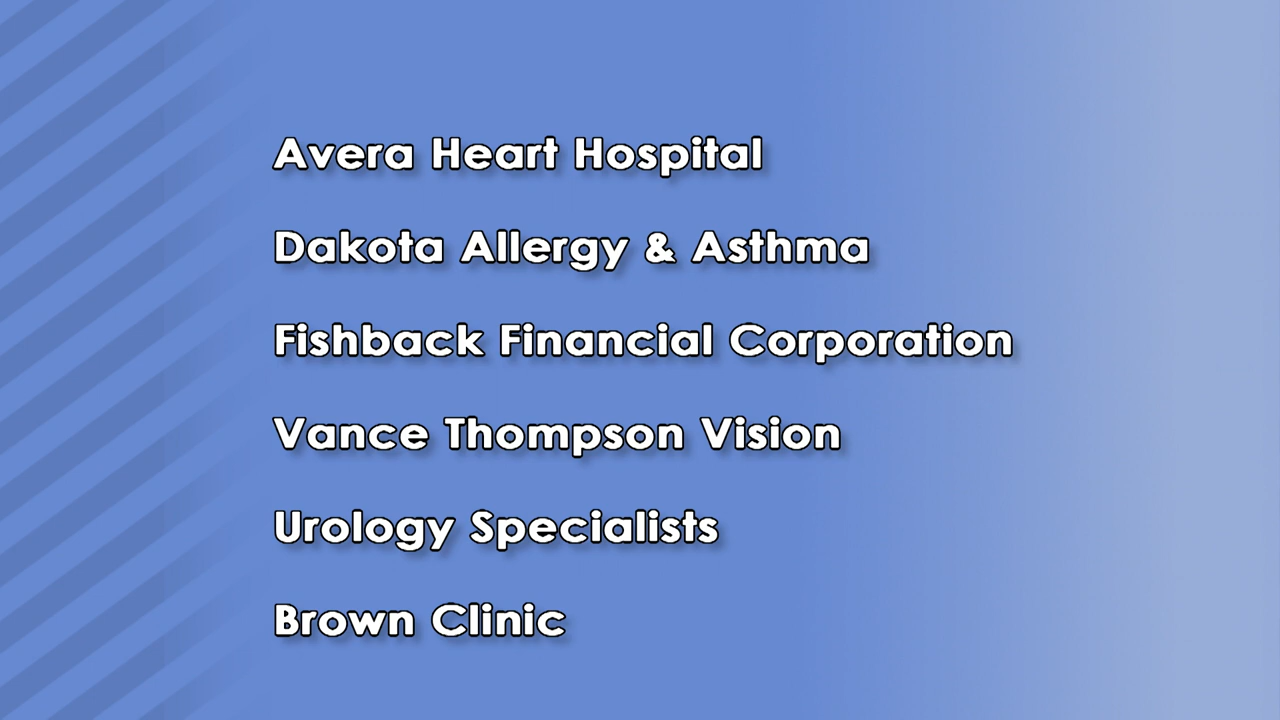 Avera Heart Hospital
Dakota Allergy & Asthma
Fishback Financial Corporation
Vance Thompson Vision
Urology Specialists
Brown Clinic